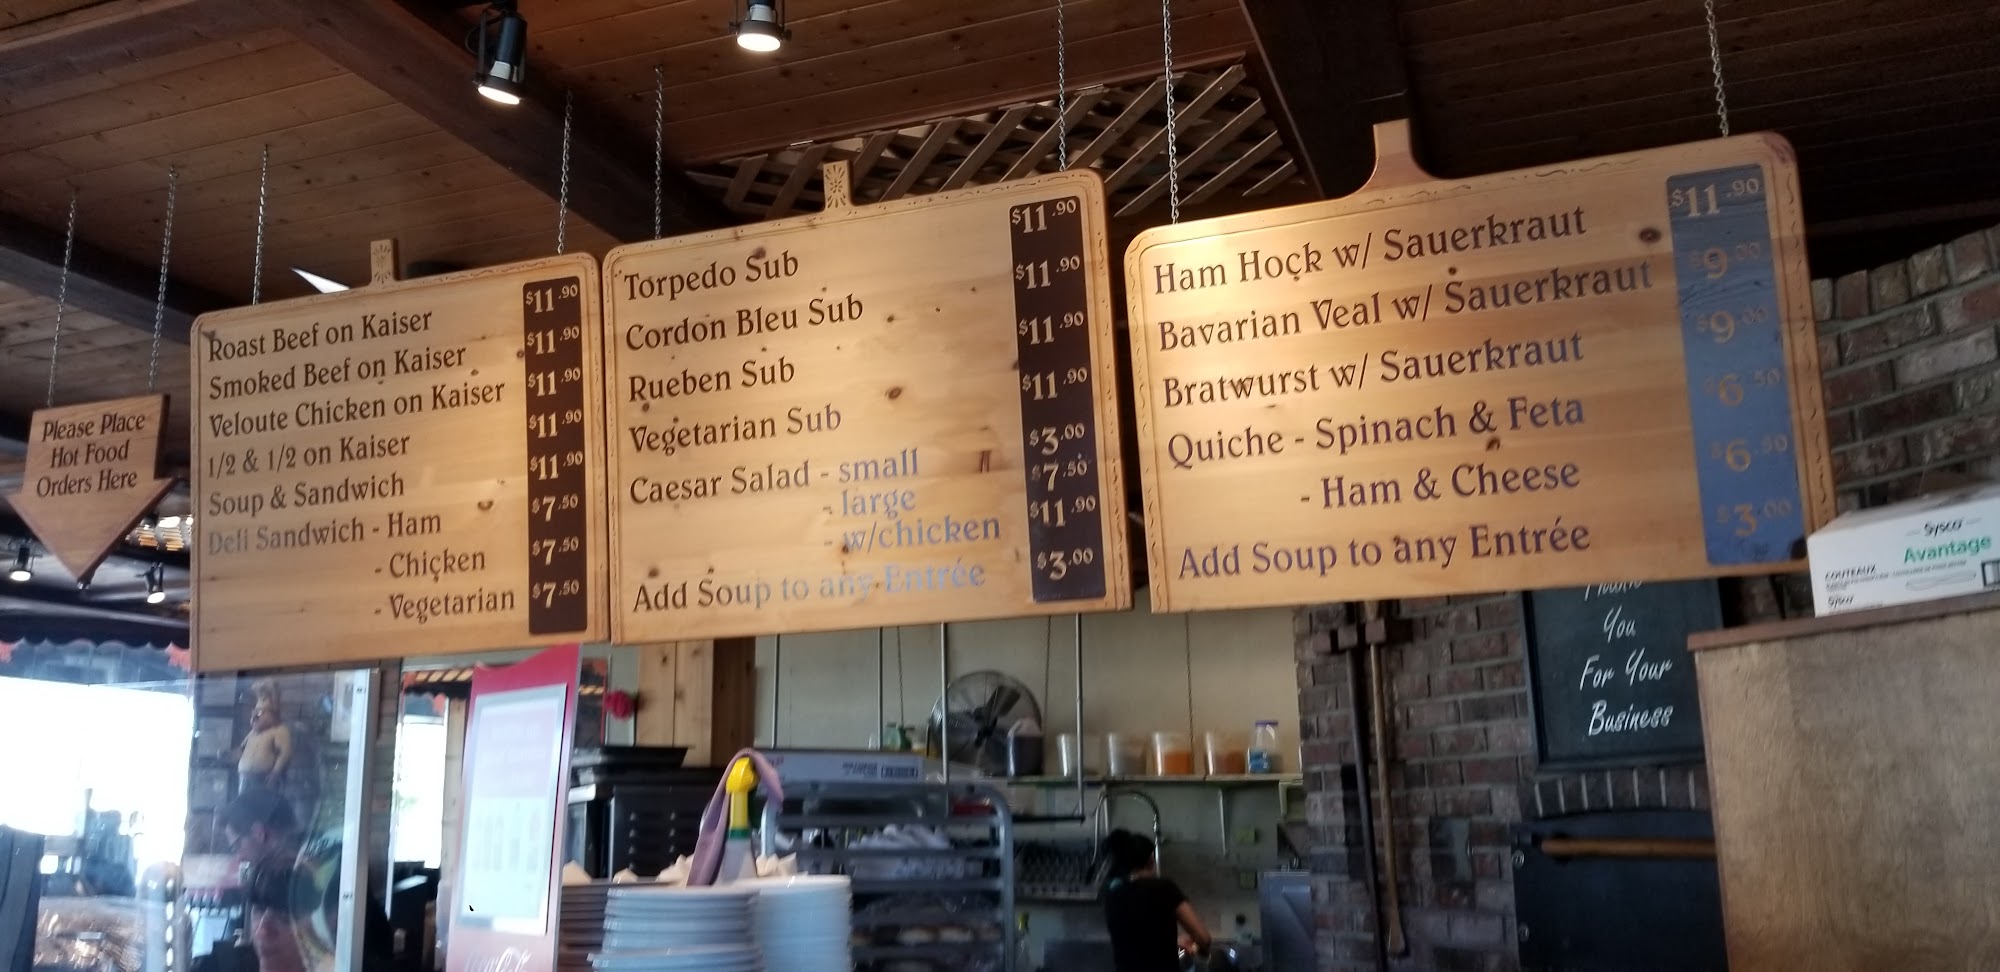 Please Place
Hot Food
Orders Here
Roast Beef on Kaiser $11.90
Smoked Beef on Kaiser $11.90
Veloute Chicken on Kaiser $11.90
1/2 & 1/2 on Kaiser $11.90
Soup & Sandwich $11.90
Deli Sandwich - Ham $7.50
- Chicken $7.50
- Vegetarian $7.50
Torpedo Sub $11.90
Cordon Bleu Sub $11.90
Rueben Sub $11.90
Vegetarian Sub $11.90
Caesar Salad - small $3.00
- large $7.50
- w/chicken $11.90
Add Soup to any Entrée $3.00
Ham Hock w/ Sauerkraut $11.90
Bavarian Veal w/ Sauerkraut $9.00
Bratwurst w/ Sauerkraut $9.00
Quiche - Spinach & Feta $6.50
- Ham & Cheese $6.50
Add Soup to any Entrée $3.00
Sysco
Avantage
COUTEAUX
Sysco
You
For Your
Business